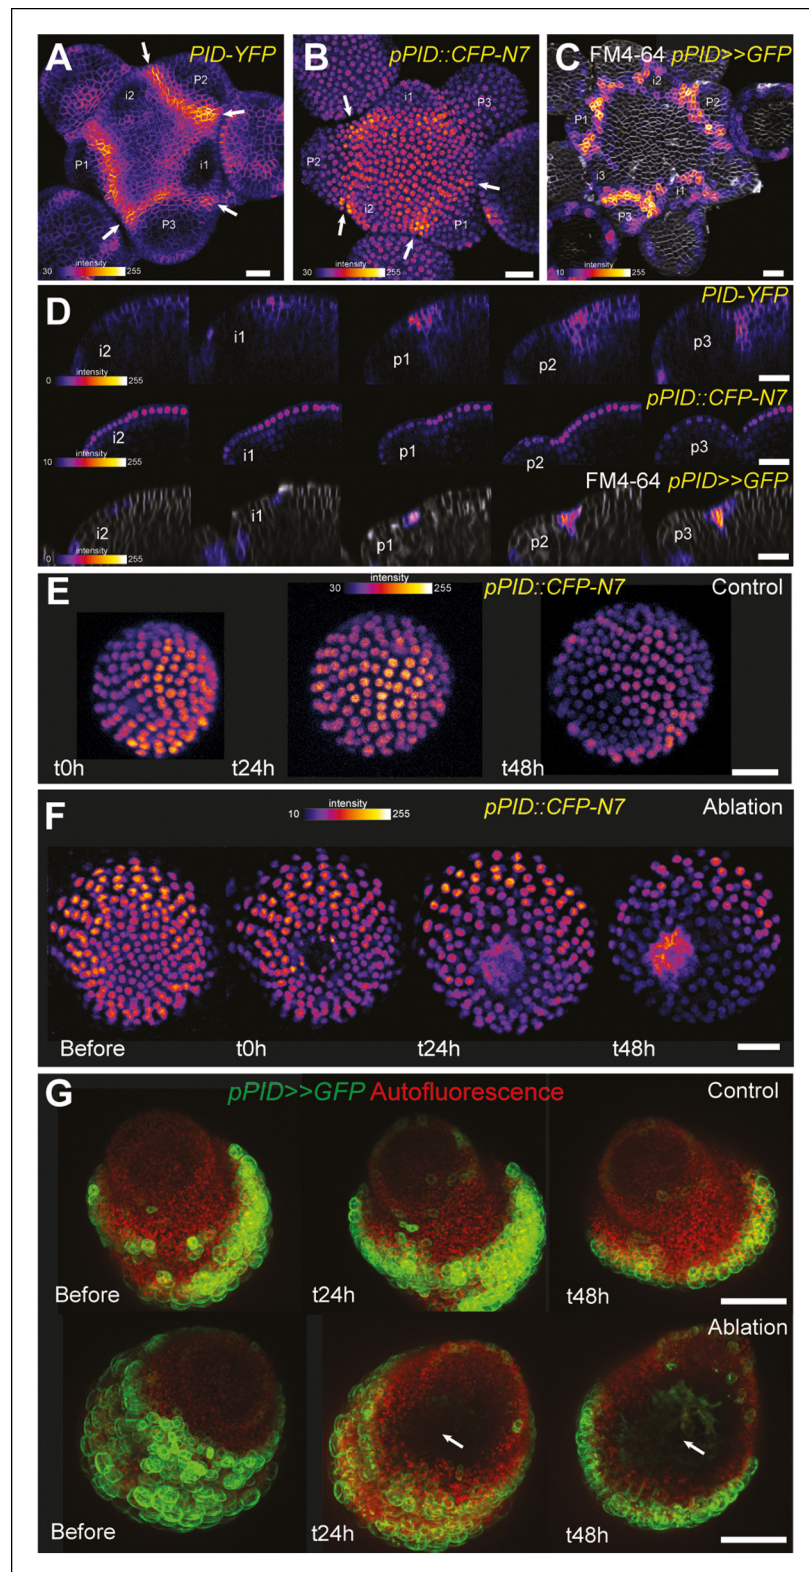 A PID-YFP
P2
i2
P1
i1
P3
intensity
30 255
B pPID::CFP-N7
i1
P3
P2
i2
P1
intensity
30 255
C FM4-64 pPID>>GFP
i2
P2
P1
i3
i1
P3
intensity
10 255
D PID-YFP
i2 i1 p1 p2 p3
intensity
0 255
pPID::CFP-N7
i2 i1 p1 p2 p3
intensity
10 255
FM4-64 pPID>>GFP
i2 i1 p1 p2 p3
intensity
0 255
E intensity
30 255 pPID::CFP-N7 Control
t0h t24h t48h
F intensity
10 255 pPID::CFP-N7 Ablation
Before t0h t24h t48h
G pPID>>GFP Autofluorescence Control
Before t24h t48h
Ablation
Before t24h t48h